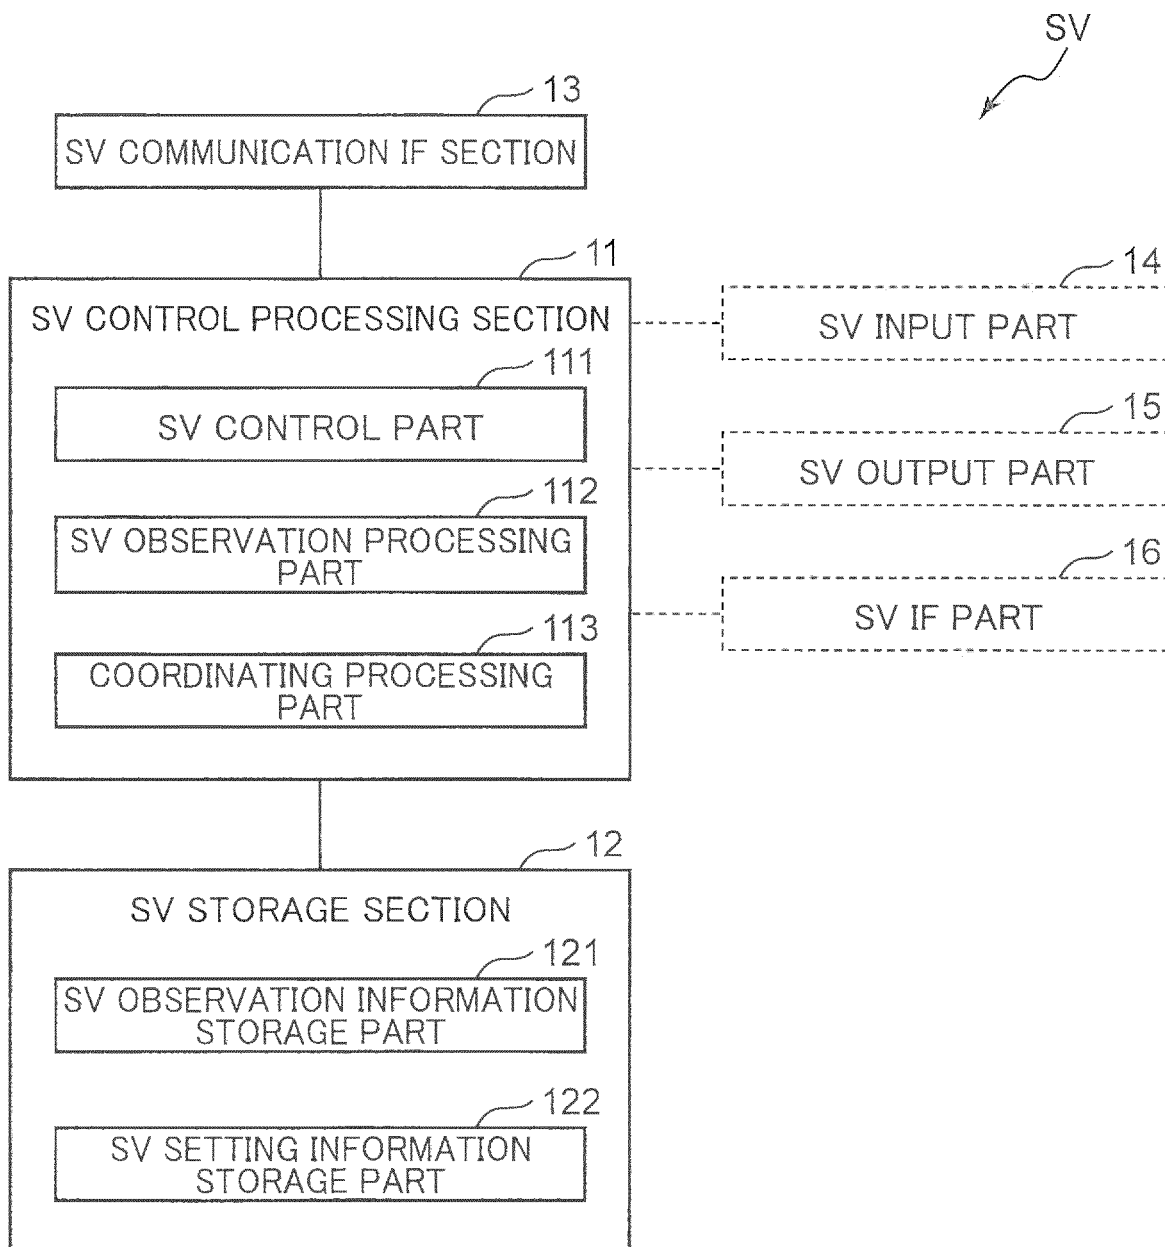 SV
13
SV COMMUNICATION IF SECTION
11
SV CONTROL PROCESSING SECTION
111
SV CONTROL PART
112
SV OBSERVATION PROCESSING
PART
113
COORDINATING PROCESSING
PART
14
SV INPUT PART
15
SV OUTPUT PART
16
SV IF PART
12
SV STORAGE SECTION
121
SV OBSERVATION INFORMATION
STORAGE PART
122
SV SETTING INFORMATION
STORAGE PART